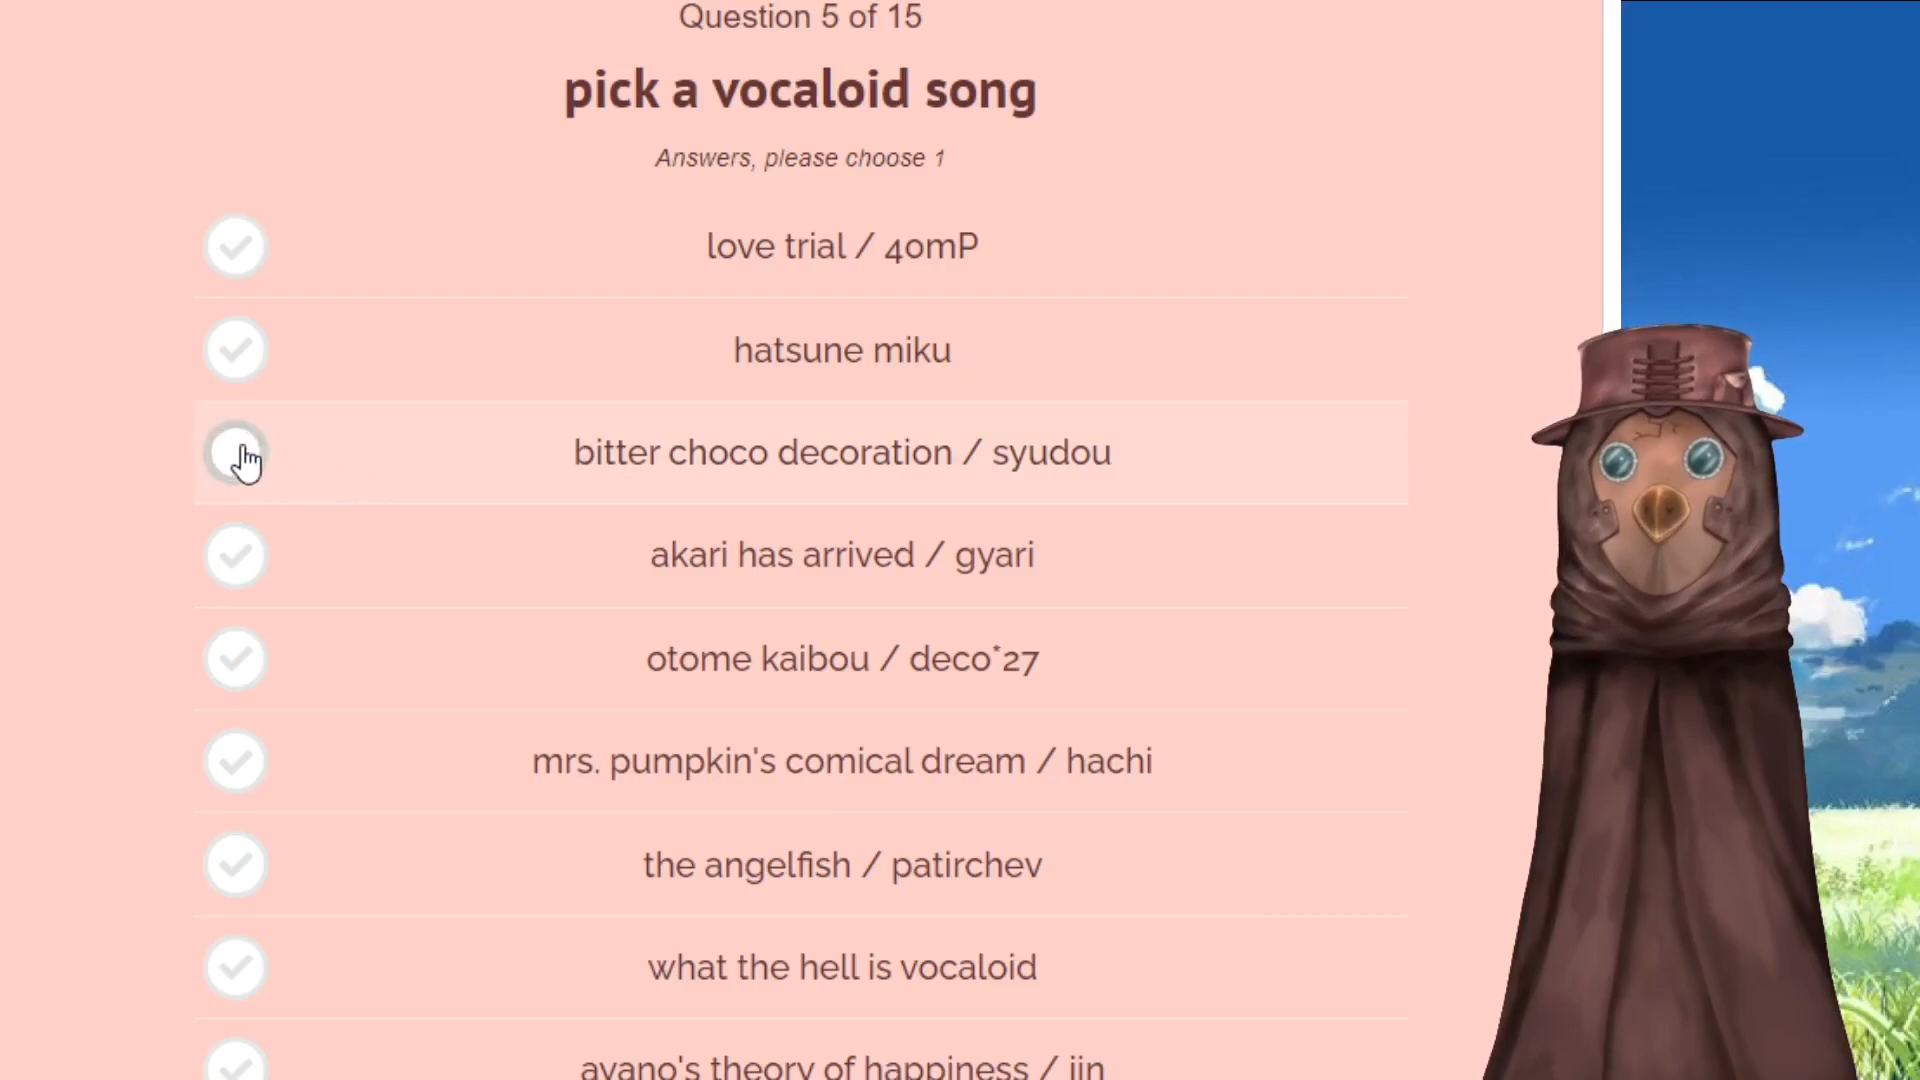 Question 5 of 15
pick a vocaloid song
Answers, please choose 1
love trial / 40mP
hatsune miku
bitter choco decoration / syudou
akari has arrived / gyari
otome kaibou / deco*27
mrs. pumpkin's comical dream / hachi
the angelfish / patirchev
what the hell is vocaloid
ayano's theory of happiness / jin